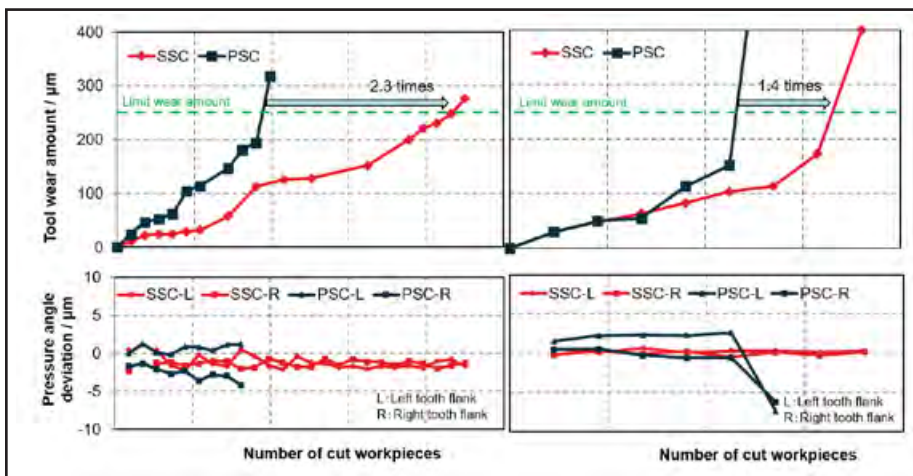 400
300
200
100
0
Tool wear amount / µm
SSC PSC
Limit wear amount
2.3 times
SSC PSC
Limit wear amount
1.4 times
10
5
0
-5
-10
Pressure angle
deviation / µm
SSC-L SSC-R PSC-L PSC-R
L: Left tooth flank
R: Right tooth flank
SSC-L SSC-R PSC-L PSC-R
L: Left tooth flank
R: Right tooth flank
Number of cut workpieces
Number of cut workpieces